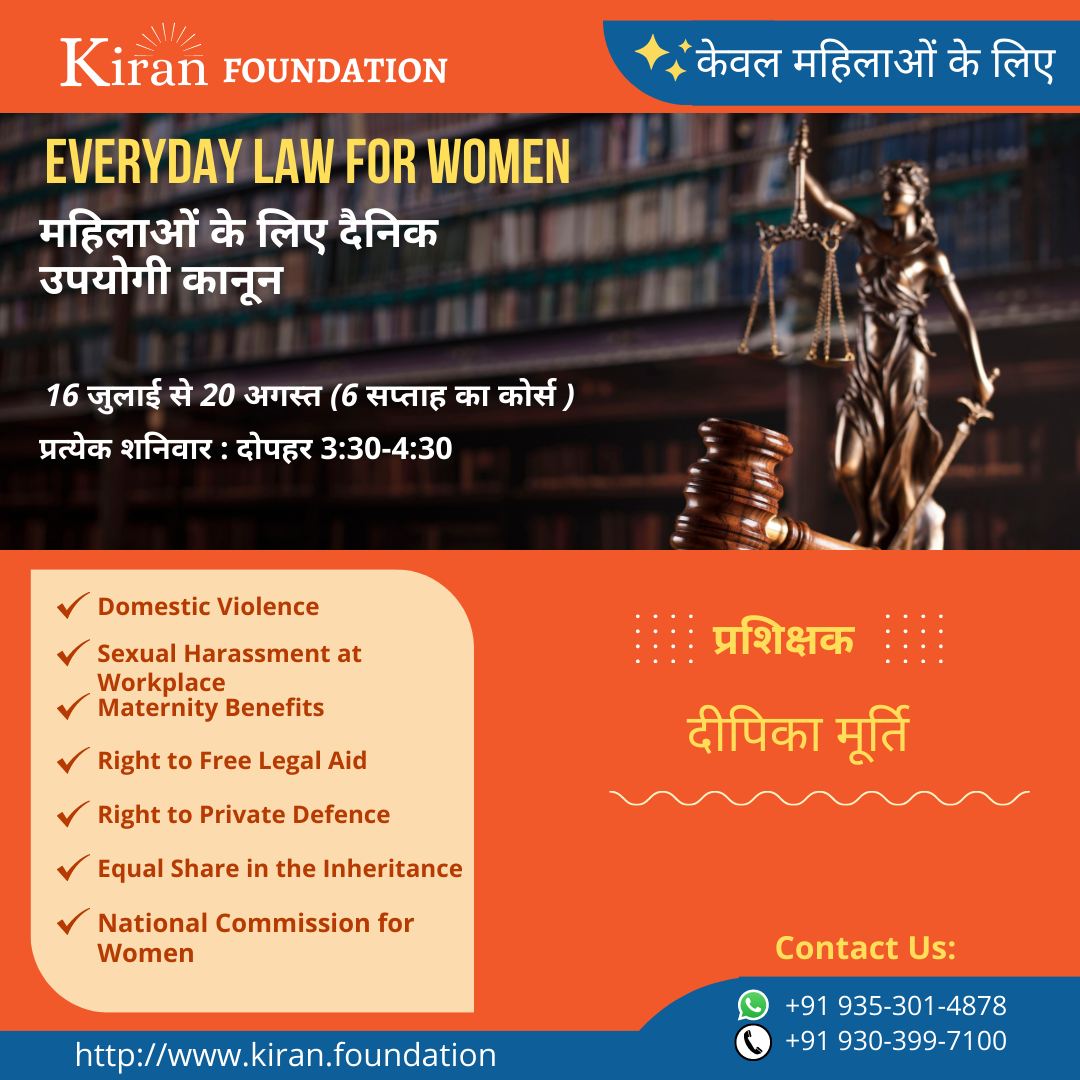 Kiran FOUNDATION
केवल महिलाओं के लिए
EVERYDAY LAW FOR WOMEN
महिलाओं के लिए दैनिक
उपयोगी कानून
16 जुलाई से 20 अगस्त (6 सप्ताह का कोर्स )
प्रत्येक शनिवार : दोपहर 3:30-4:30
Domestic Violence
Sexual Harassment at
Workplace
Maternity Benefits
Right to Free Legal Aid
Right to Private Defence
Equal Share in the Inheritance
National Commission for
Women
प्रशिक्षक
दीपिका मूर्ति
Contact Us:
+91 935-301-4878
+91 930-399-7100
http://www.kiran.foundation